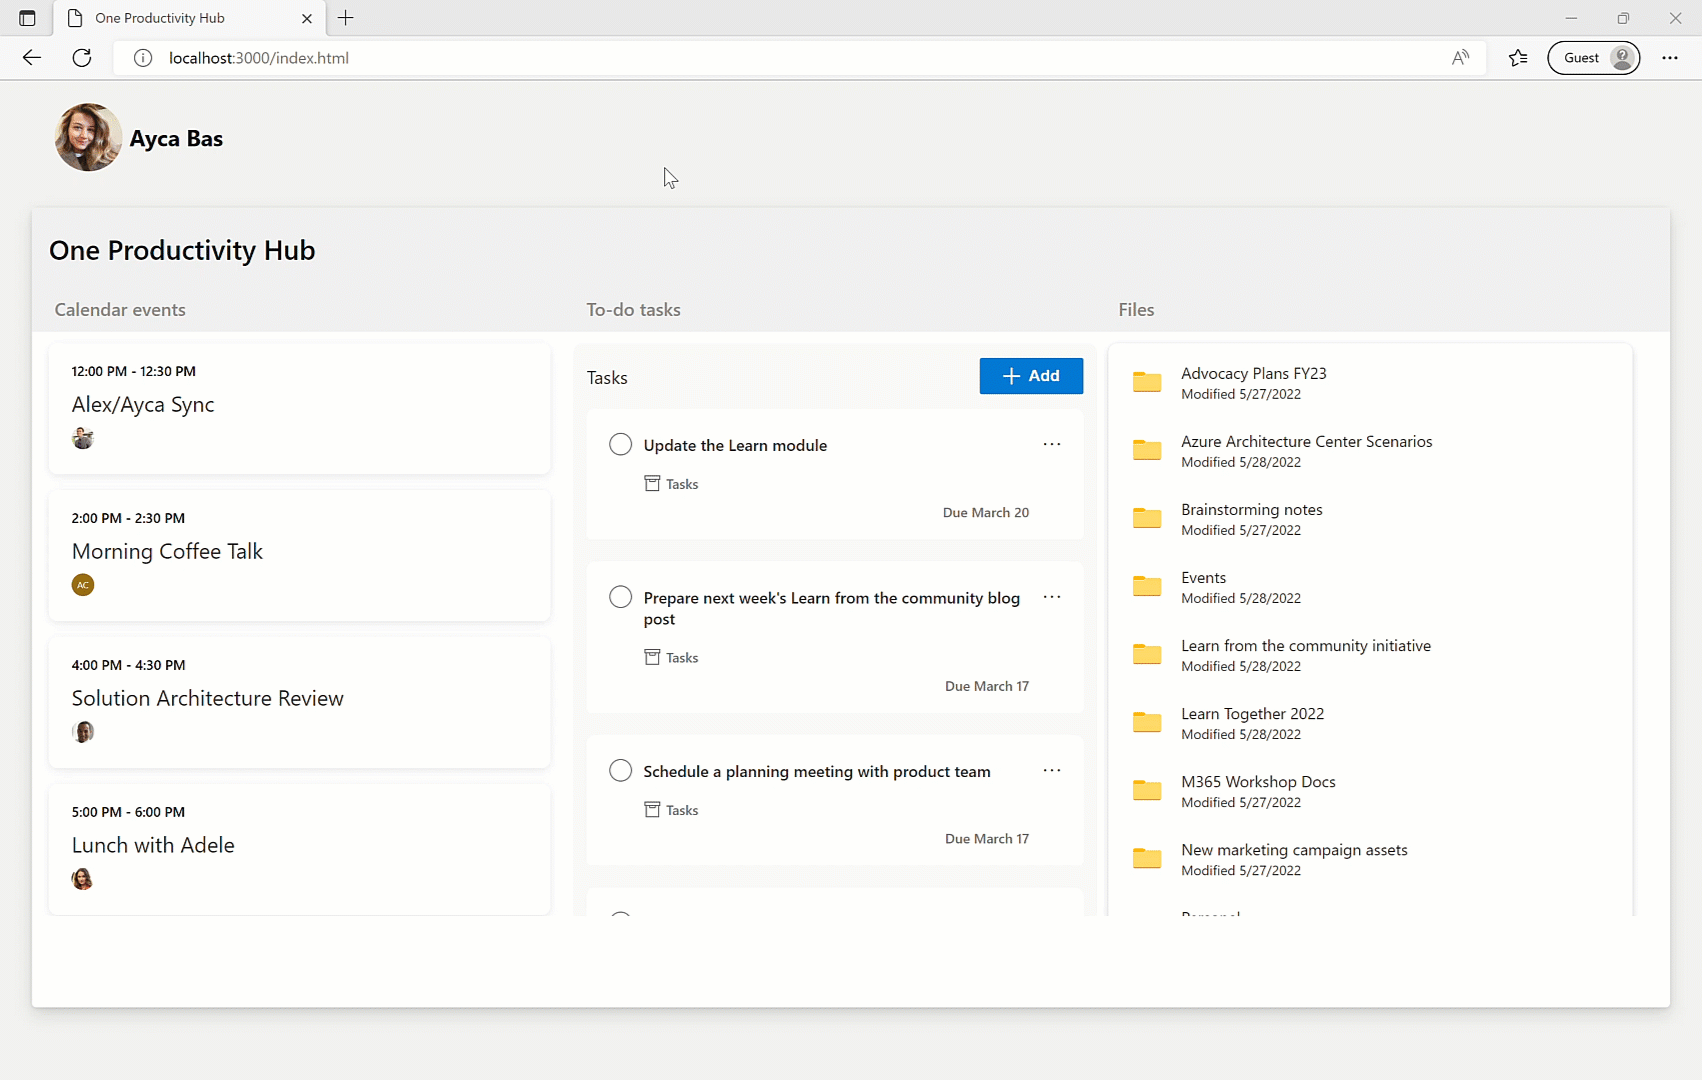 One Productivity Hub
localhost:3000/index.html
A
Guest
Ayca Bas
One Productivity Hub
Calendar events
To-do tasks
Files
12:00 PM - 12:30 PM
Alex/Ayca Sync
2:00 PM - 2:30 PM
Morning Coffee Talk
AC
4:00 PM - 4:30 PM
Solution Architecture Review
5:00 PM - 6:00 PM
Lunch with Adele
Tasks
Add
Update the Learn module
Tasks
Due March 20
Prepare next week's Learn from the community blog
post
Tasks
Due March 17
Schedule a planning meeting with product team
Tasks
Due March 17
Advocacy Plans FY23
Modified 5/27/2022
Azure Architecture Center Scenarios
Modified 5/28/2022
Brainstorming notes
Modified 5/27/2022
Events
Modified 5/28/2022
Learn from the community initiative
Modified 5/28/2022
Learn Together 2022
Modified 5/28/2022
M365 Workshop Docs
Modified 5/27/2022
New marketing campaign assets
Modified 5/27/2022